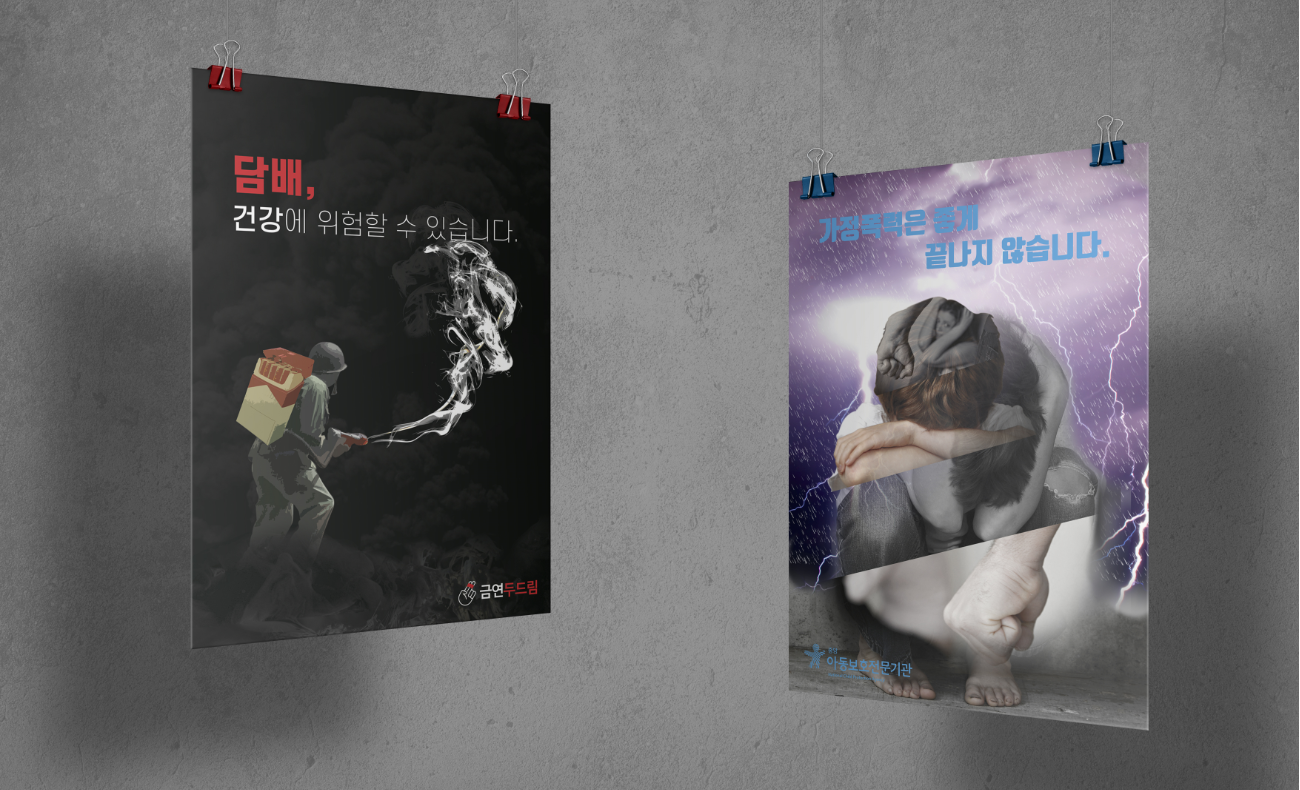 담배,
건강에 위험할 수 있습니다.
금연두드림
가정폭력은
끝나지 않습니다.
아동보호전문기관